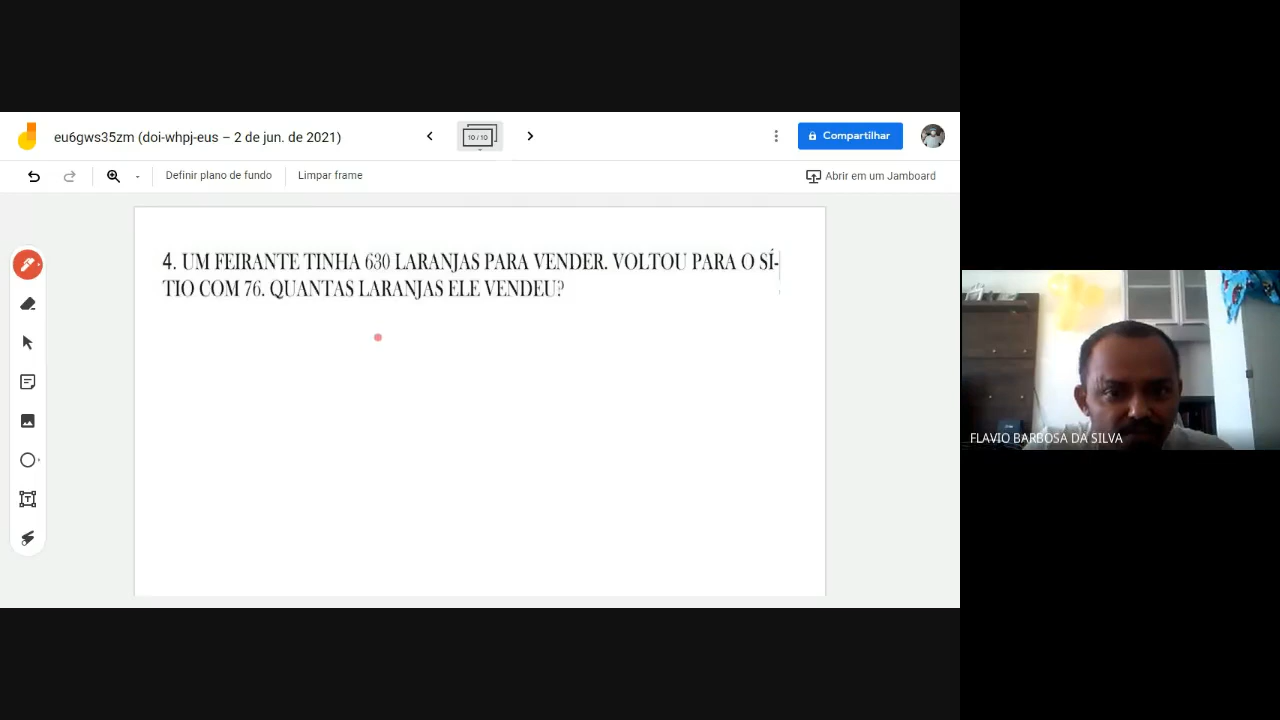 eu6gws35zm (doi-whpj-eus – 2 de jun. de 2021)
10 / 10
Compartilhar
Definir plano de fundo
Limpar frame
Abrir em um Jamboard
4. UM FEIRANTE TINHA 630 LARANJAS PARA VENDER. VOLTOU PARA O SÍ-
TIO COM 76. QUANTAS LARANJAS ELE VENDEU?
FLAVIO BARBOSA DA SILVA